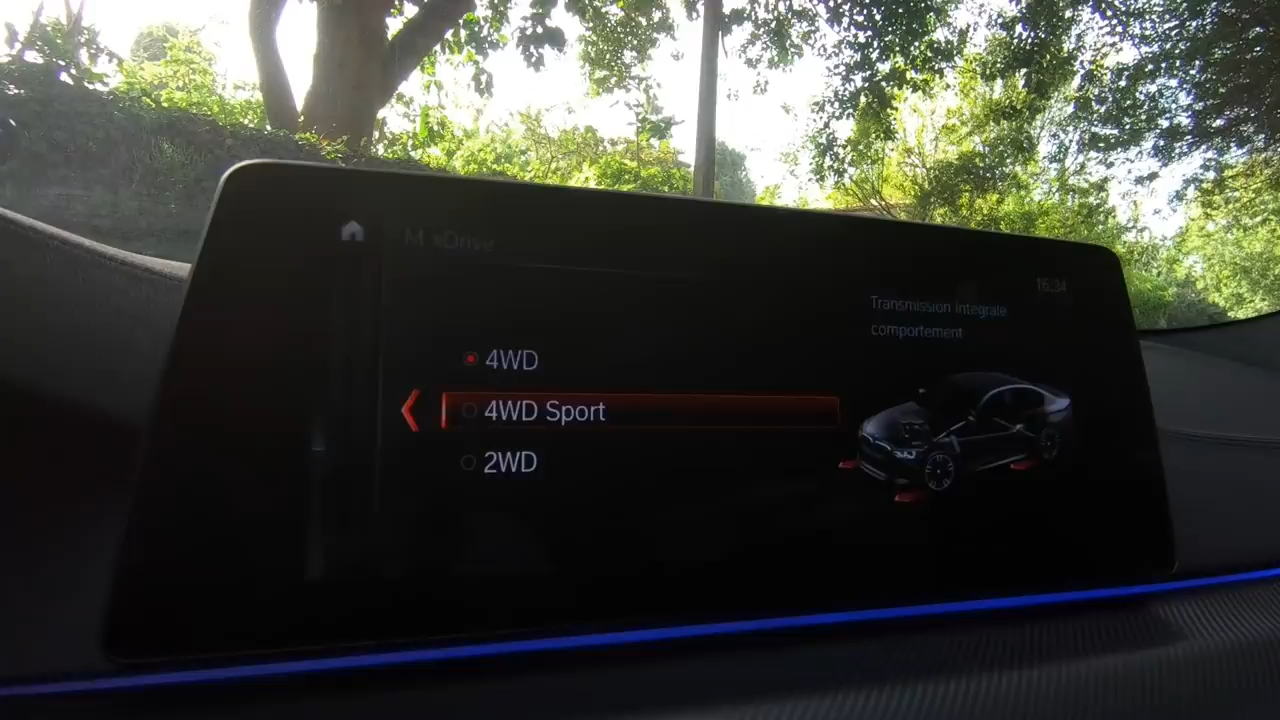 M xDrive
16:34
Transmission intégrale
comportement
4WD
4WD Sport
2WD